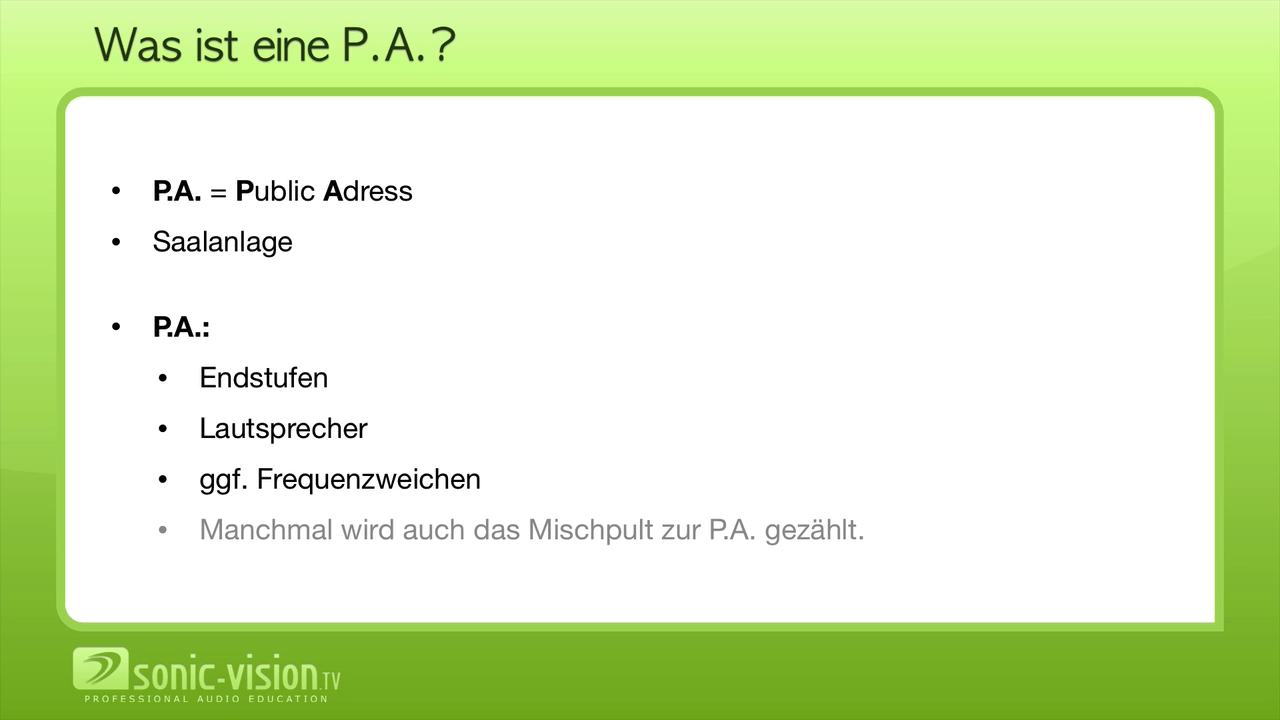 Was ist eine P.A.?
• P.A. = Public Adress
• Saalanlage
• P.A.:
• Endstufen
• Lautsprecher
• ggf. Frequenzweichen
• Manchmal wird auch das Mischpult zur P.A. gezählt.
sonic-vision.TV
PROFESSIONAL AUDIO EDUCATION